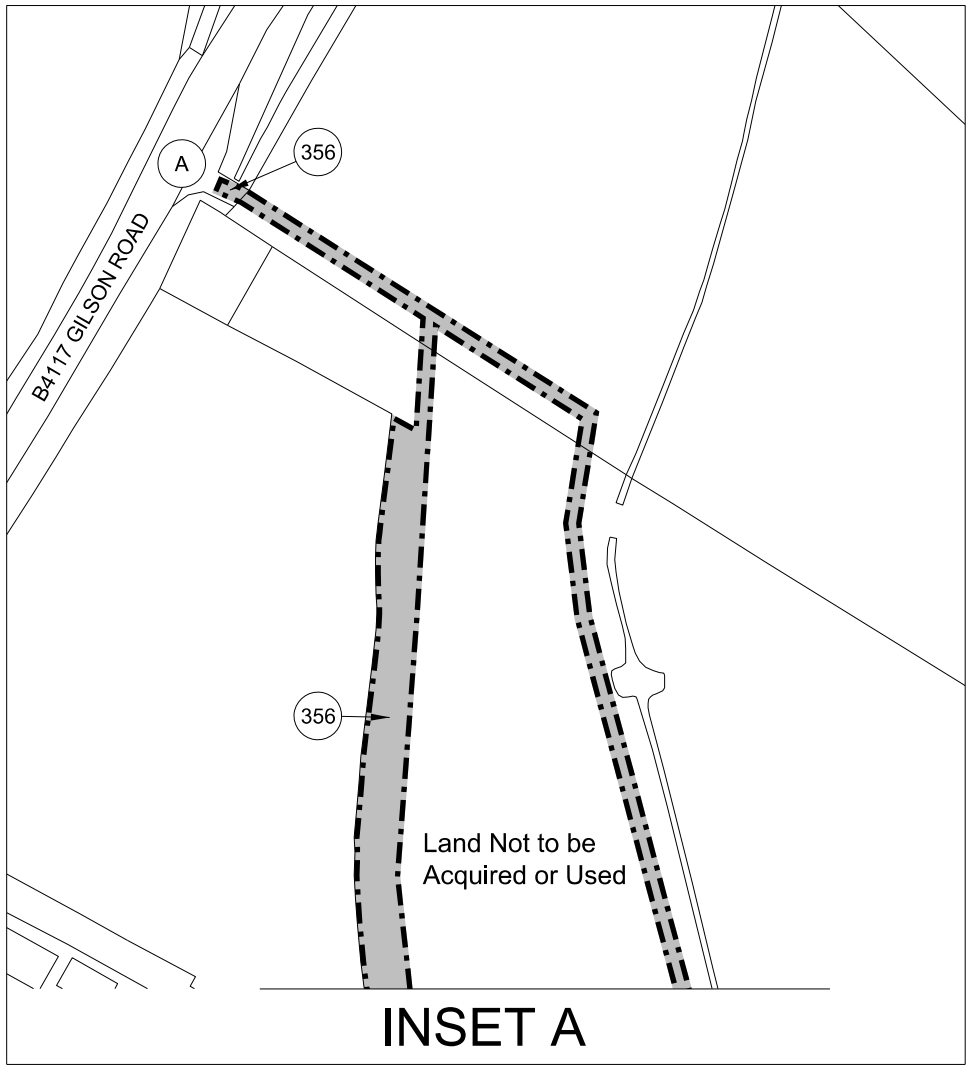 356
A
B4117 GILSON ROAD
356
Land Not to be
Acquired or Used
INSET A